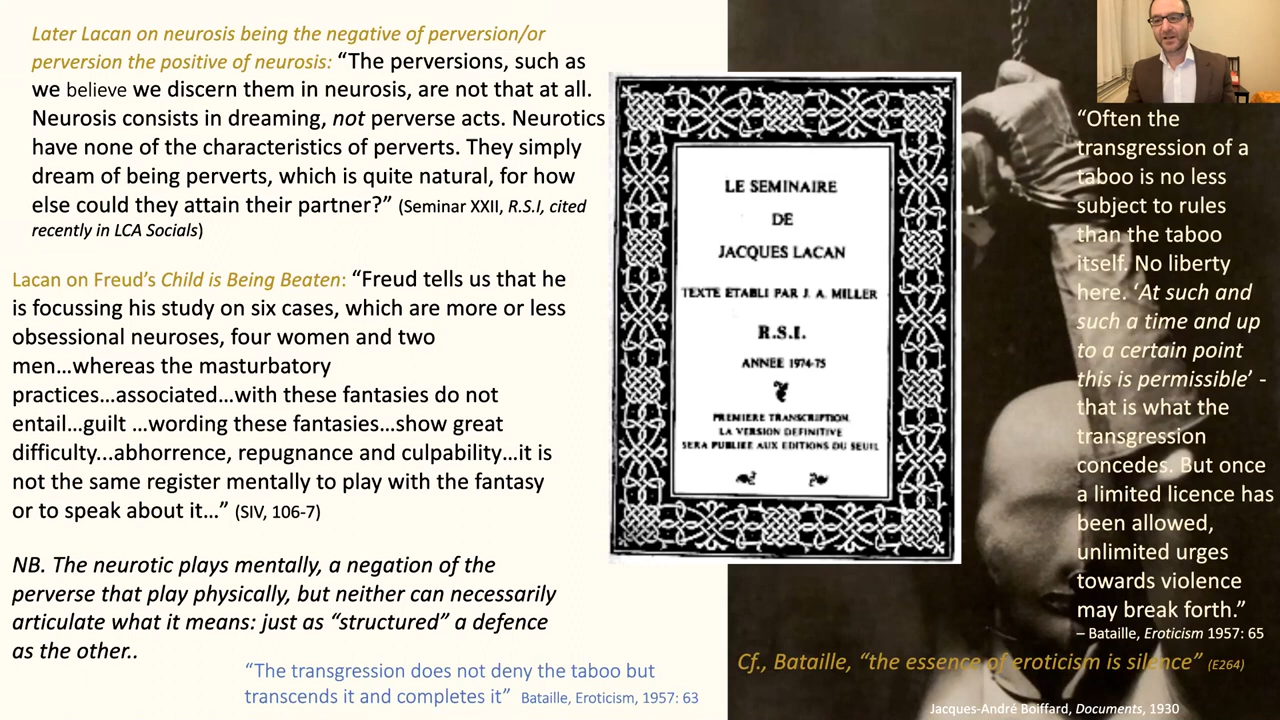 Later Lacan on neurosis being the negative of perversion/or
perversion the positive of neurosis: “The perversions, such as
we believe we discern them in neurosis, are not that at all.
Neurosis consists in dreaming, not perverse acts. Neurotics
have none of the characteristics of perverts. They simply
dream of being perverts, which is quite natural, for how
else could they attain their partner?” (Seminar XXII, R.S.I, cited
recently in LCA Socials)
Lacan on Freud’s Child is Being Beaten: “Freud tells us that he
is focussing his study on six cases, which are more or less
obsessional neuroses, four women and two
men…whereas the masturbatory
practices…associated…with these fantasies do not
entail…guilt …wording these fantasies…show great
difficulty...abhorrence, repugnance and culpability…it is
not the same register mentally to play with the fantasy
or to speak about it…” (SIV, 106-7)
NB. The neurotic plays mentally, a negation of the
perverse that play physically, but neither can necessarily
articulate what it means: just as “structured” a defence
as the other..
“The transgression does not deny the taboo but
transcends it and completes it” Bataille, Eroticism, 1957: 63
LE SEMINAIRE
DE
JACQUES LACAN
TEXTE ETABLI PAR J. A. MILLER
R.S.I.
ANNEE 1974-75
PREMIERE TRANSCRIPTION.
LA VERSION DEFINITIVE
SERA PUBLIEE AUX EDITIONS DU SEUIL
“Often the
transgression of a
taboo is no less
subject to rules
than the taboo
itself. No liberty
here. ‘At such and
such a time and up
to a certain point
this is permissible’ -
that is what the
transgression
concedes. But once
a limited licence has
been allowed,
unlimited urges
towards violence
may break forth.”
– Bataille, Eroticism 1957: 65
Cf., Bataille, “the essence of eroticism is silence” (E264)
Jacques-André Boiffard, Documents, 1930